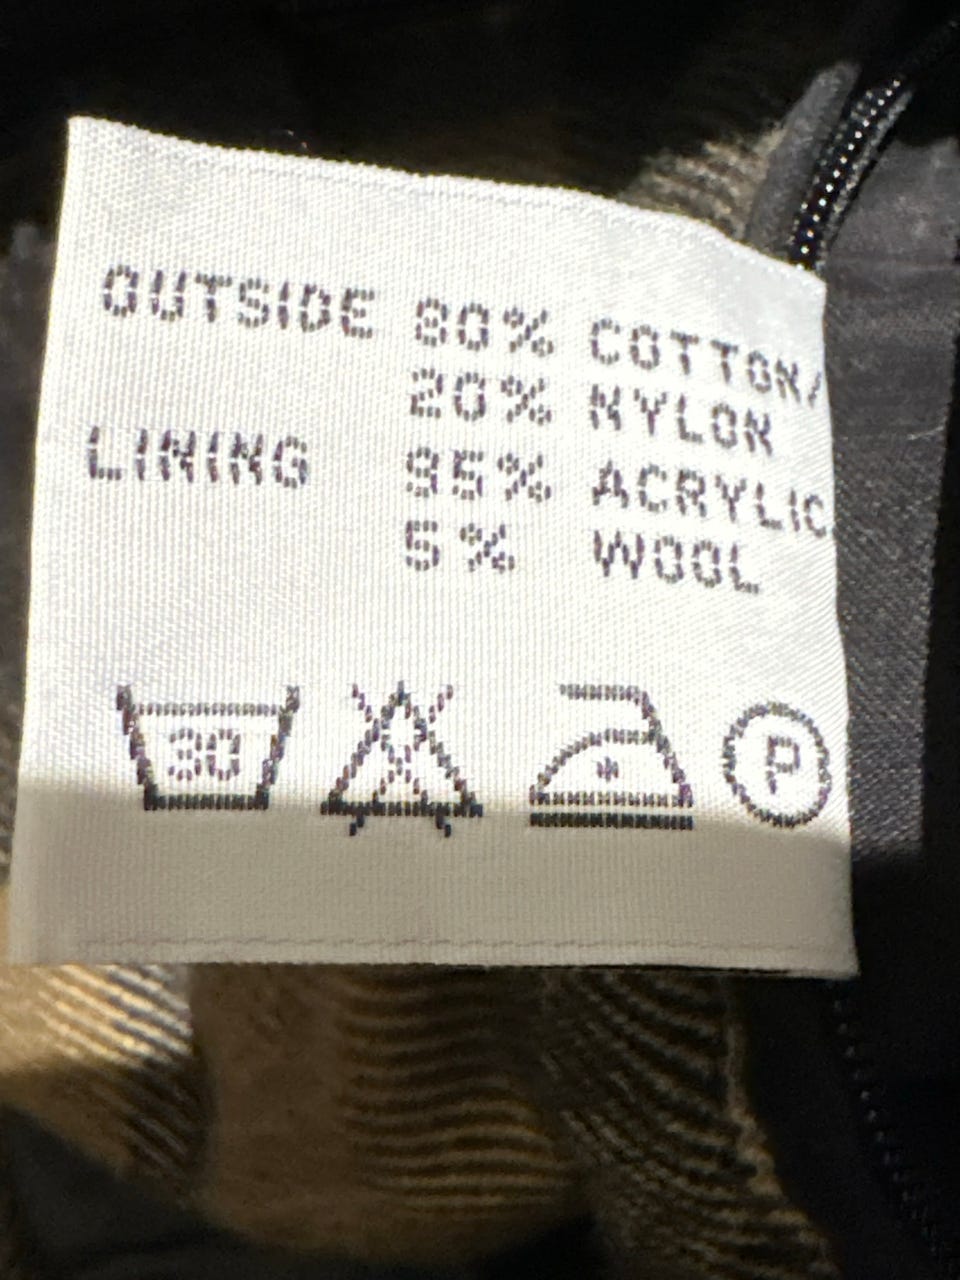 OUTSIDE 80% COTTON/
20% NYLON
LINING 95% ACRYLIC
5% WOOL
30 P